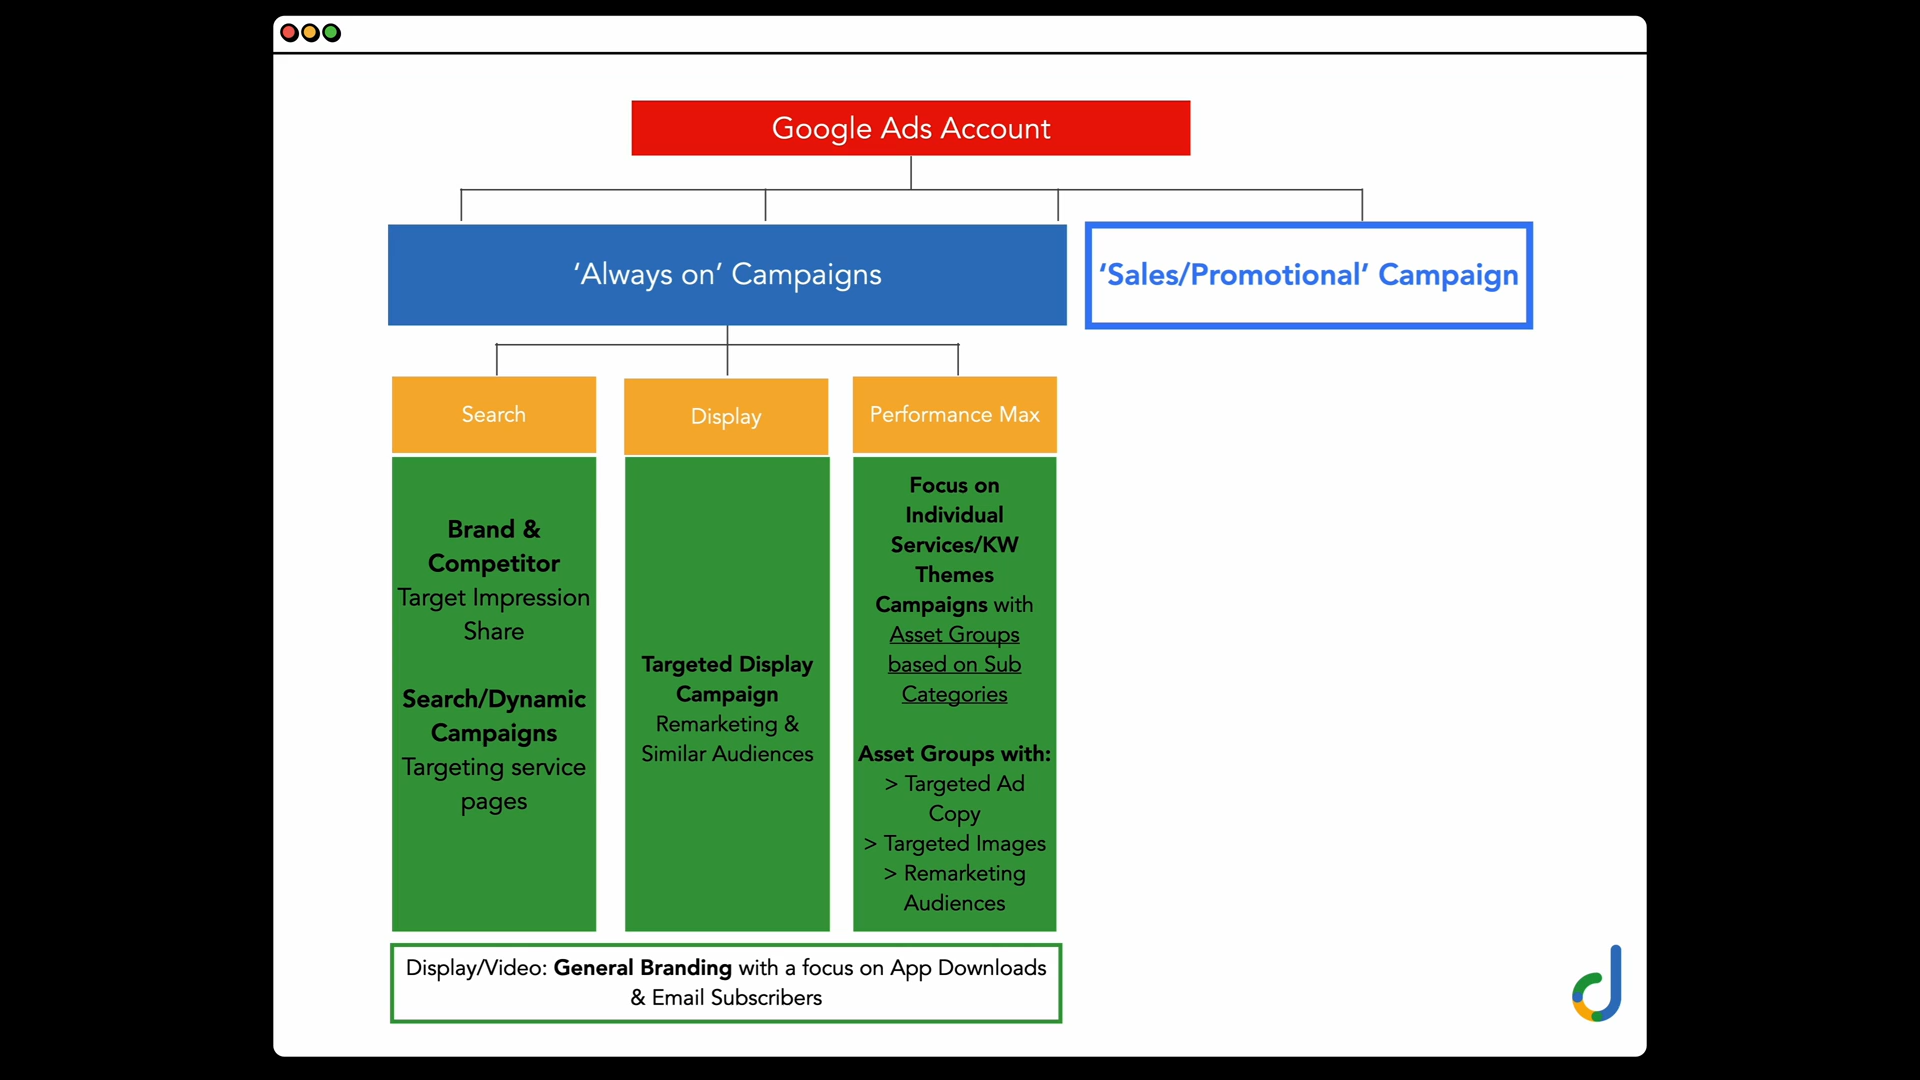 Google Ads Account
‘Always on’ Campaigns
‘Sales/Promotional’ Campaign
Search
Display
Performance Max
Brand &
Competitor
Target Impression
Share
Search/Dynamic
Campaigns
Targeting service
pages
Targeted Display
Campaign
Remarketing &
Similar Audiences
Focus on
Individual
Services/KW
Themes
Campaigns with
Asset Groups
based on Sub
Categories
Asset Groups with:
> Targeted Ad
Copy
> Targeted Images
> Remarketing
Audiences
Display/Video: General Branding with a focus on App Downloads
& Email Subscribers